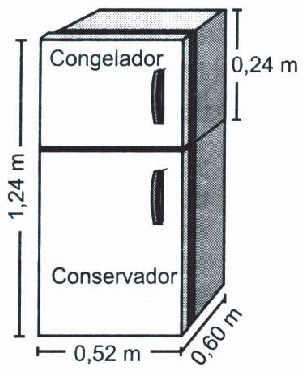 Congelador
0,24 m
1,24 m
Conservador
0,52 m
0,60 m